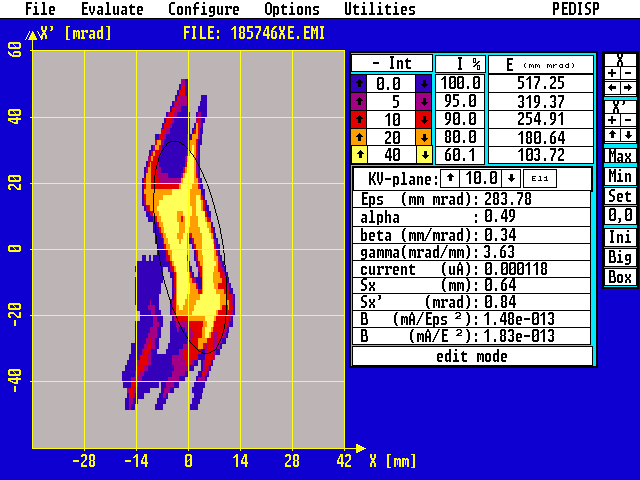 File Evaluate Configure Options Utilities PEDISP
X' [mrad] FILE: 185746XE.EMI
60
40
20
0
-20
-40
-28 -14 0 14 28 42 X [mm]
- Int I % E (mm mrad)
0.0 100.0 517.25
5 95.0 319.37
10 90.0 254.91
20 80.0 180.64
40 60.1 103.72
KV-plane: 10.0 Ell
Eps (mm mrad): 283.78
alpha : 0.49
beta (mm/mrad): 0.34
gamma(mrad/mm): 3.63
current (uA): 0.000118
Sx (mm): 0.64
Sx' (mrad): 0.84
B (mA/Eps ²): 1.48e-013
B (mA/E ²): 1.83e-013
edit mode
X
+ -
X'
+ -
Max
Min
Set
0,0
Ini
Big
Box